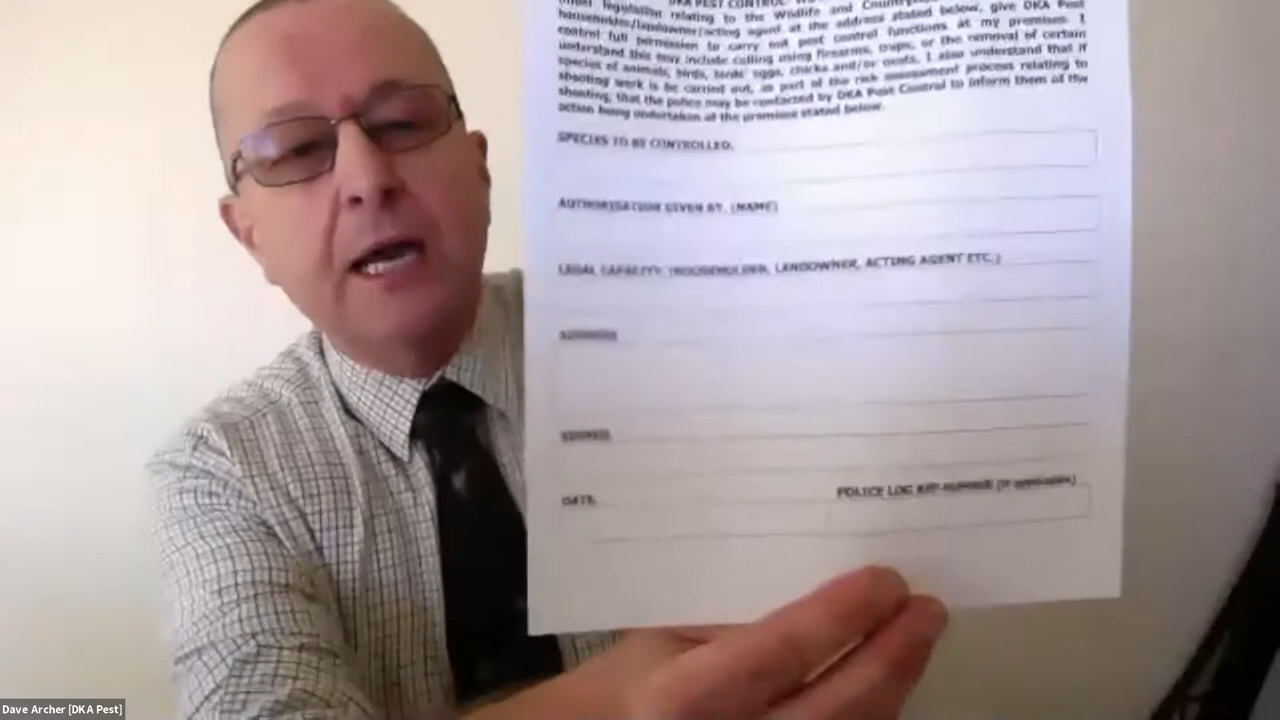 DKA PEST CONTROL:
legislation relating to the Wildlife and
householder/landowner/acting agent at the address stated below, give DKA Pest
control full permission to carry out pest control functions at my premises. I
understand this may include culling using firearms, traps, or the removal of certain
species of animals, birds, birds' eggs, chicks and/or nests. I also understand that if
shooting work is to be carried out, as part of the risk assessment process relating to
shooting, that the police may be contacted by DKA Pest Control to inform them of the
action being undertaken at the premises stated below.
SPECIES TO BE CONTROLLED.
AUTHORISATION GIVEN BY. (NAME)
LEGAL CAPACITY. (HOUSEHOLDER, LANDOWNER, ACTING AGENT ETC.)
ADDRESS
SIGNED.
DATE. POLICE LOG REF NUMBER (if applicable)
Dave Archer [DKA Pest]